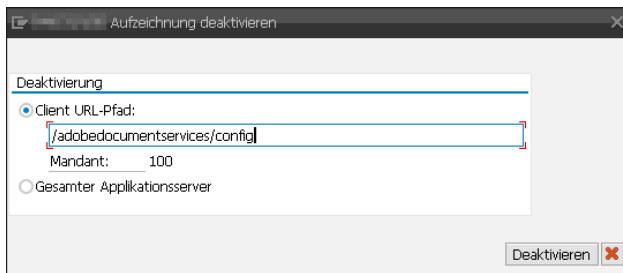 Aufzeichnung deaktivieren
Deaktivierung
Client URL-Pfad:
/adobedocumentservices/config
Mandant: 100
Gesamter Applikationsserver
Deaktivieren